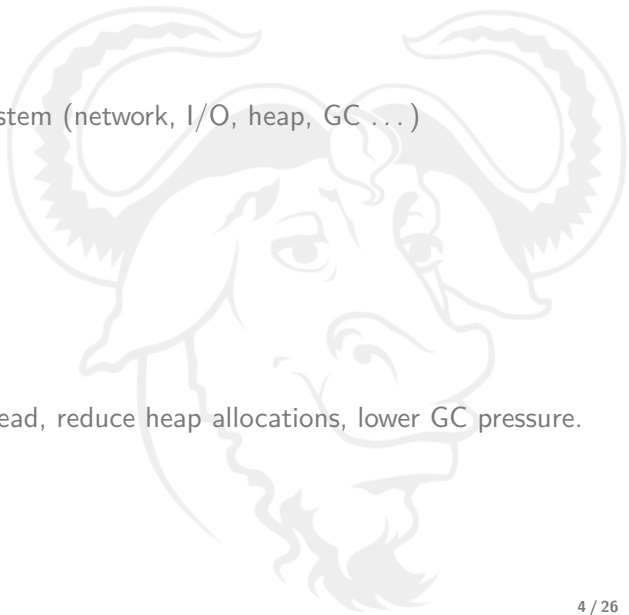 stem (network, I/O, heap, GC . . . )
ead, reduce heap allocations, lower GC pressure.
4 / 26